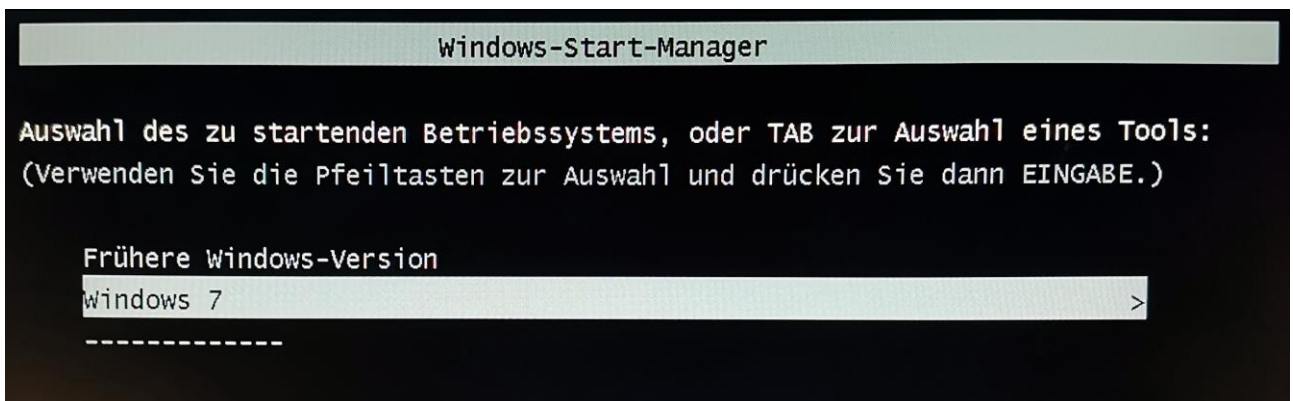 Windows-Start-Manager
Auswahl des zu startenden Betriebssystems, oder TAB zur Auswahl eines Tools:
(Verwenden Sie die Pfeiltasten zur Auswahl und drücken Sie dann EINGABE.)
Frühere Windows-Version
Windows 7 >
-------------